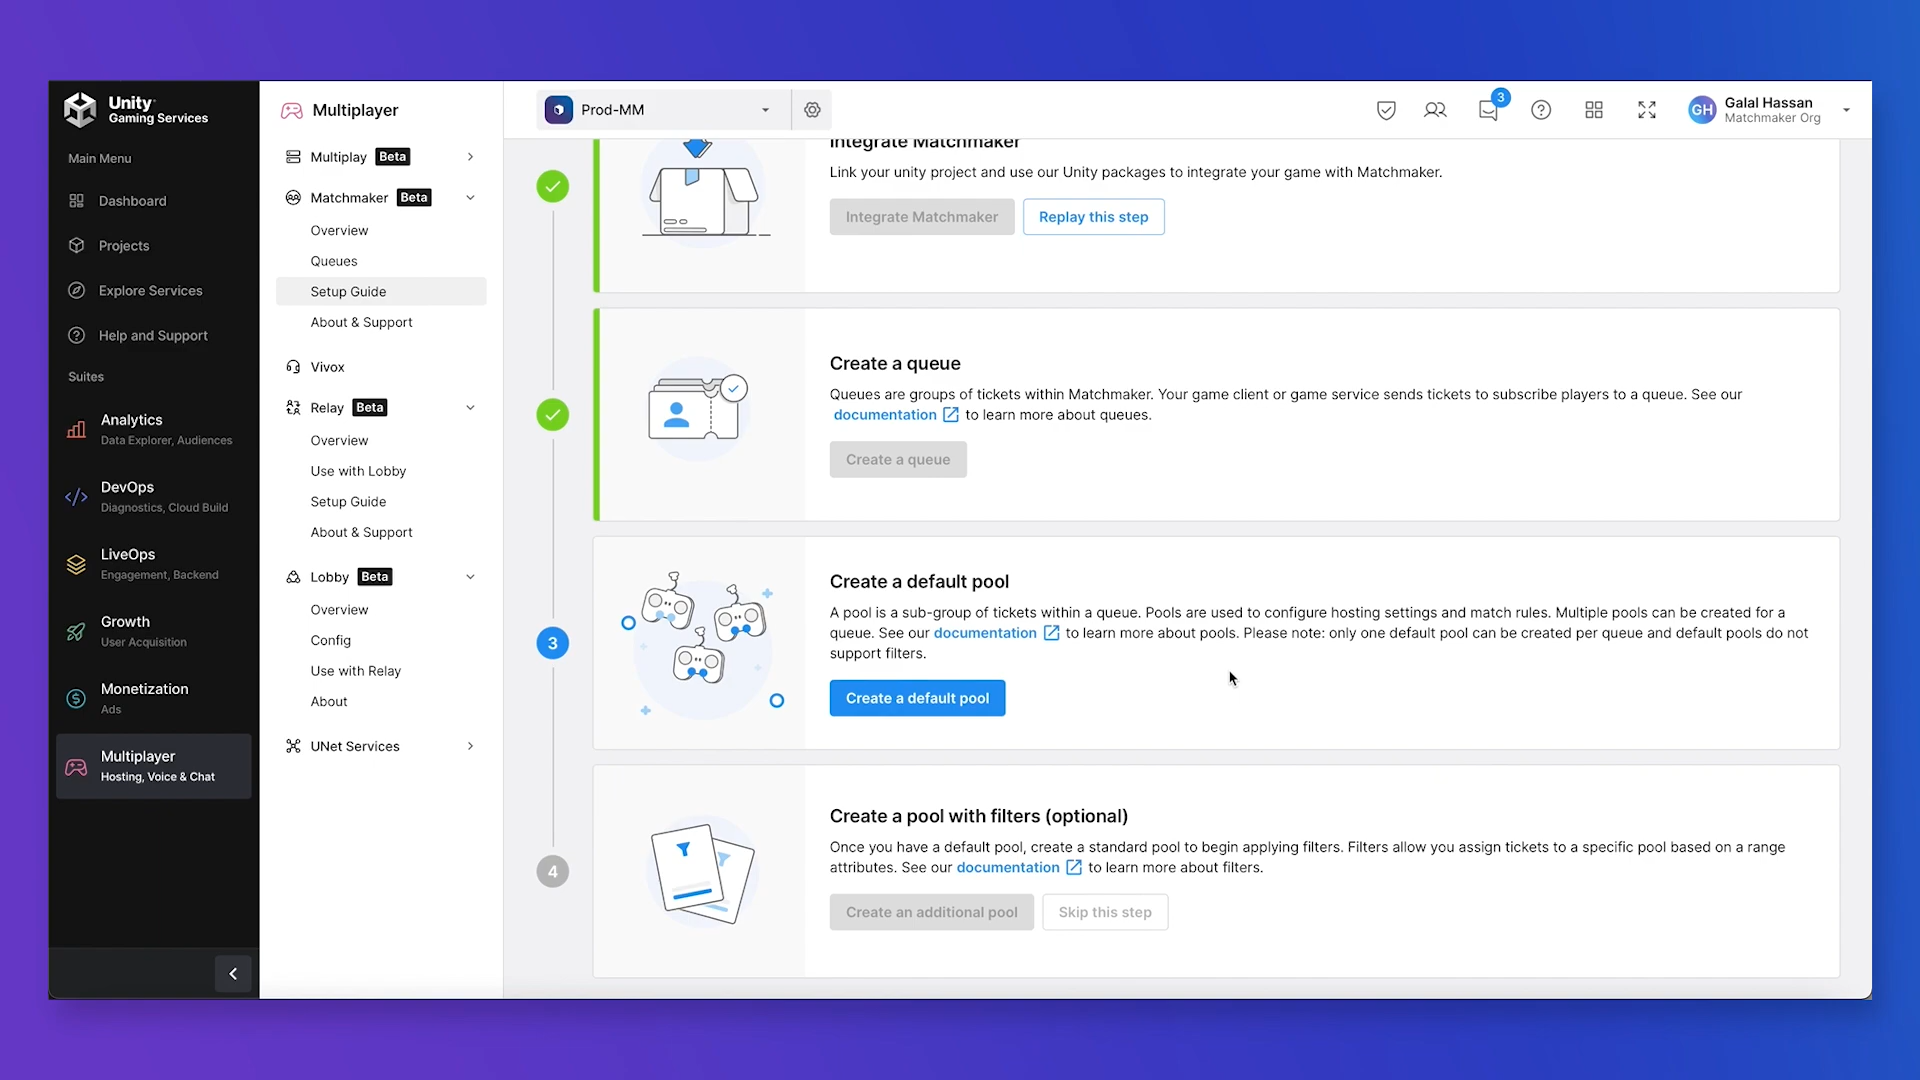 Unity
Gaming Services
Main Menu
Dashboard
Projects
Explore Services
Help and Support
Suites
Analytics
Data Explorer, Audiences
DevOps
Diagnostics, Cloud Build
LiveOps
Engagement, Backend
Growth
User Acquisition
Monetization
Ads
Multiplayer
Hosting, Voice & Chat
Multiplayer
Multiplay Beta
Matchmaker Beta
Overview
Queues
Setup Guide
About & Support
Vivox
Relay Beta
Overview
Use with Lobby
Setup Guide
About & Support
Lobby Beta
Overview
Config
Use with Relay
About
UNet Services
Prod-MM
3
GH
Galal Hassan
Matchmaker Org
Integrate Matchmaker
Link your unity project and use our Unity packages to integrate your game with Matchmaker.
Integrate Matchmaker
Replay this step
Create a queue
Queues are groups of tickets within Matchmaker. Your game client or game service sends tickets to subscribe players to a queue. See our
documentation to learn more about queues.
Create a queue
3
Create a default pool
A pool is a sub-group of tickets within a queue. Pools are used to configure hosting settings and match rules. Multiple pools can be created for a
queue. See our documentation to learn more about pools. Please note: only one default pool can be created per queue and default pools do not
support filters.
Create a default pool
4
Create a pool with filters (optional)
Once you have a default pool, create a standard pool to begin applying filters. Filters allow you assign tickets to a specific pool based on a range
attributes. See our documentation to learn more about filters.
Create an additional pool
Skip this step